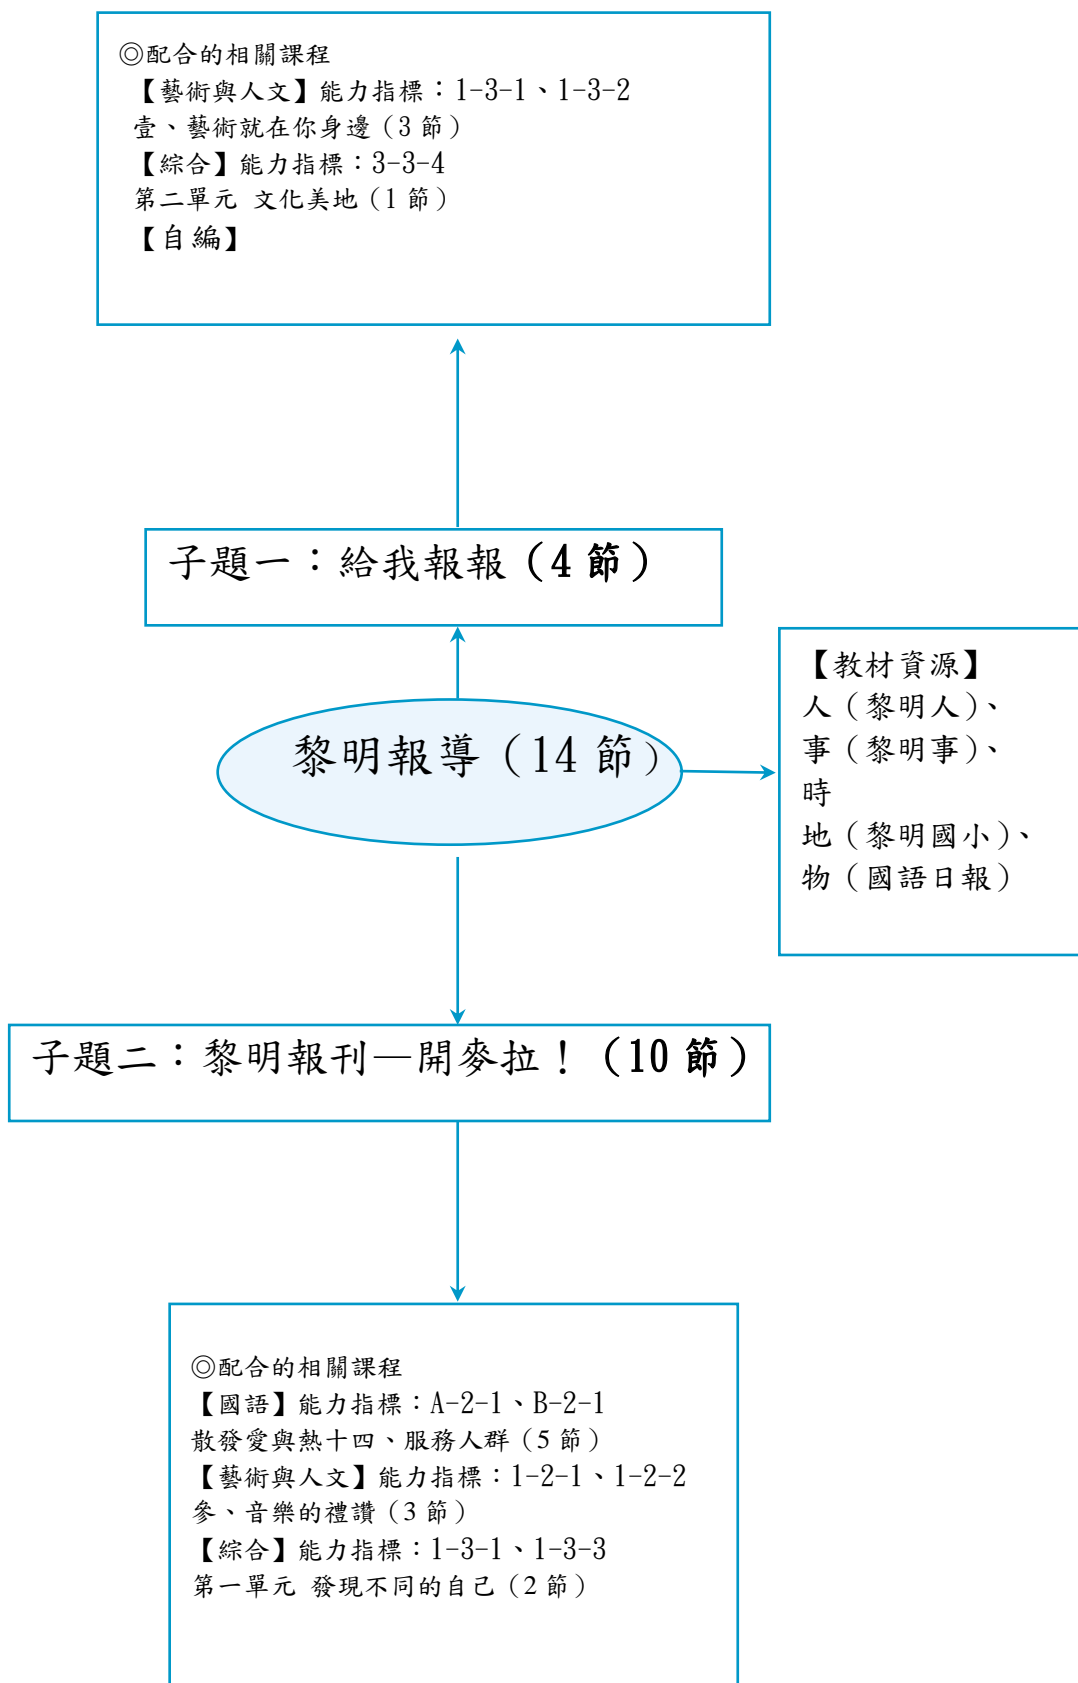 ◎配合的相關課程
【藝術與人文】能力指標：1-3-1、1-3-2
壹、藝術就在你身邊（3 節）
【綜合】能力指標：3-3-4
第二單元 文化美地（1 節）
【自編】
子題一：給我報報（4 節）
【教材資源】
人（黎明人）、
事（黎明事）、
時
地（黎明國小）、
物（國語日報）
黎明報導（14 節）
子題二：黎明報刊—開麥拉！（10 節）
◎配合的相關課程
【國語】能力指標：A-2-1、B-2-1
散發愛與熱十四、服務人群（5 節）
【藝術與人文】能力指標：1-2-1、1-2-2
參、音樂的禮讚（3 節）
【綜合】能力指標：1-3-1、1-3-3
第一單元 發現不同的自己（2 節）